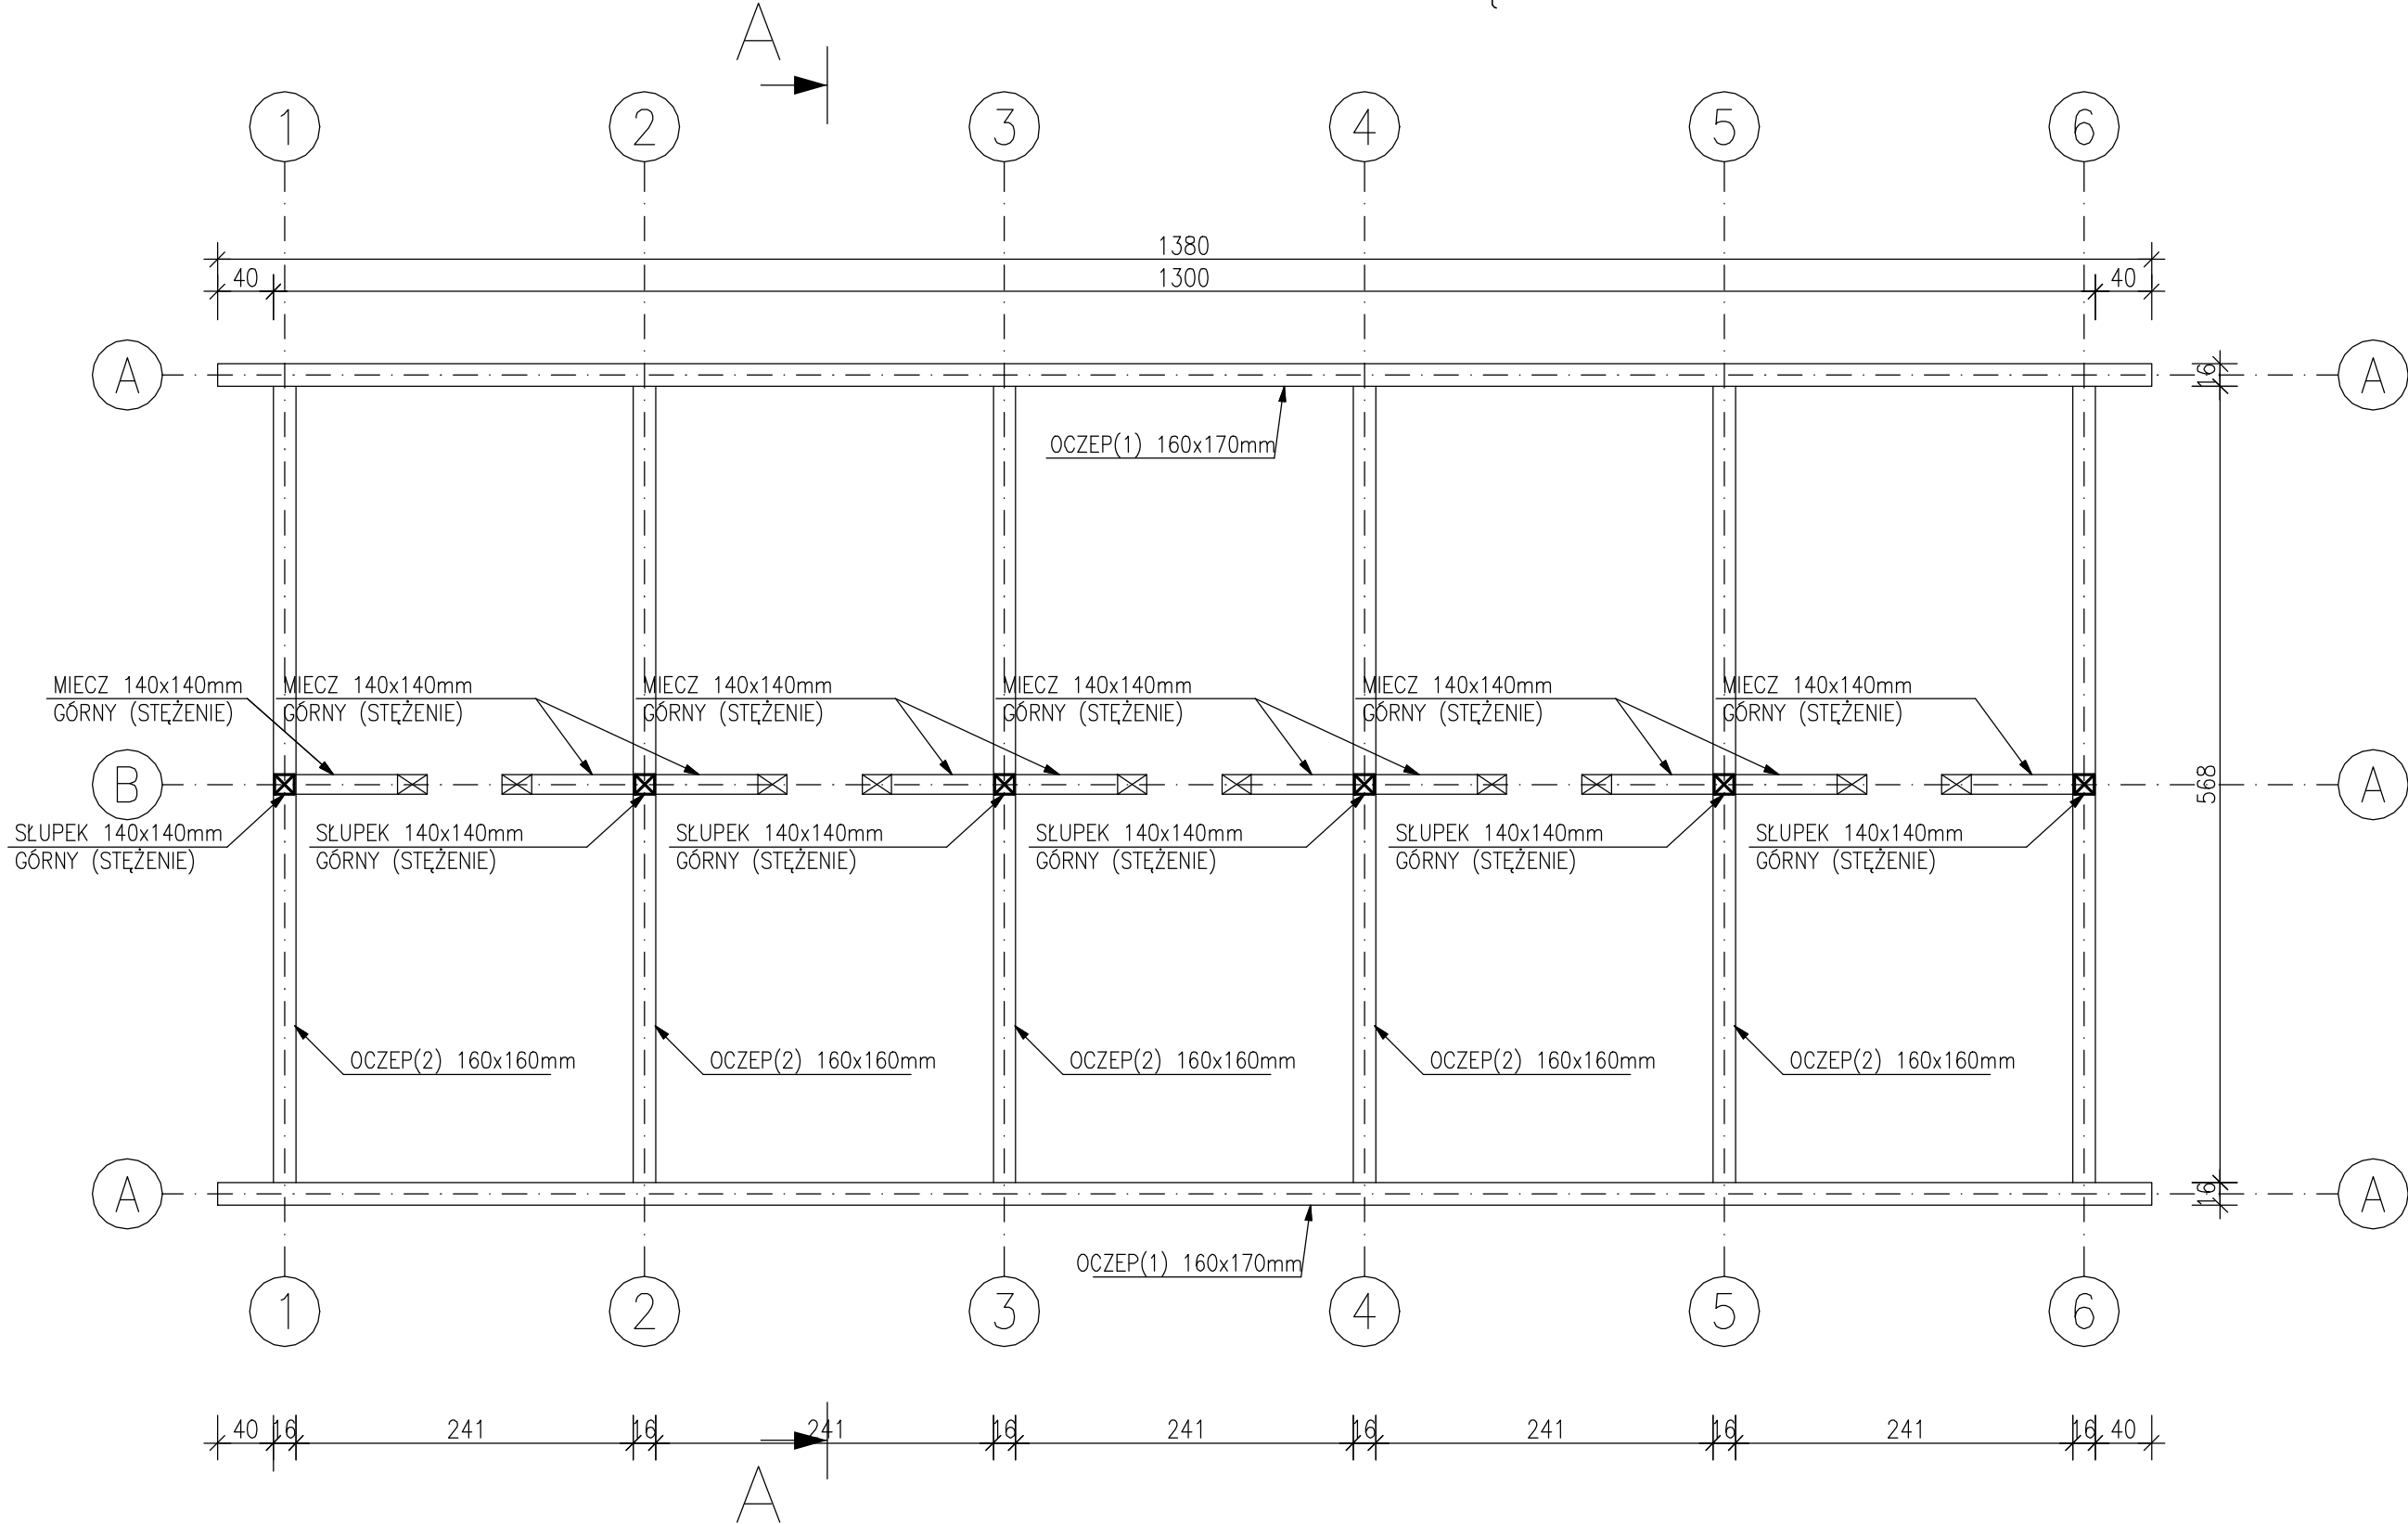 A
1 2 3 4 5 6
1380
40 1300 40
A A
16
OCZEP(1) 160x170mm
MIECZ 140x140mm MIECZ 140x140mm MIECZ 140x140mm MIECZ 140x140mm MIECZ 140x140mm MIECZ 140x140mm
GÓRNY (STĘŻENIE) GÓRNY (STĘŻENIE) GÓRNY (STĘŻENIE) GÓRNY (STĘŻENIE) GÓRNY (STĘŻENIE) GÓRNY (STĘŻENIE)
B 568 A
SŁUPEK 140x140mm SŁUPEK 140x140mm SŁUPEK 140x140mm SŁUPEK 140x140mm SŁUPEK 140x140mm SŁUPEK 140x140mm
GÓRNY (STĘŻENIE) GÓRNY (STĘŻENIE) GÓRNY (STĘŻENIE) GÓRNY (STĘŻENIE) GÓRNY (STĘŻENIE) GÓRNY (STĘŻENIE)
OCZEP(2) 160x160mm OCZEP(2) 160x160mm OCZEP(2) 160x160mm OCZEP(2) 160x160mm OCZEP(2) 160x160mm
A 16 A
OCZEP(1) 160x170mm
1 2 3 4 5 6
40 16 241 16 241 16 241 16 241 16 241 16 40
A